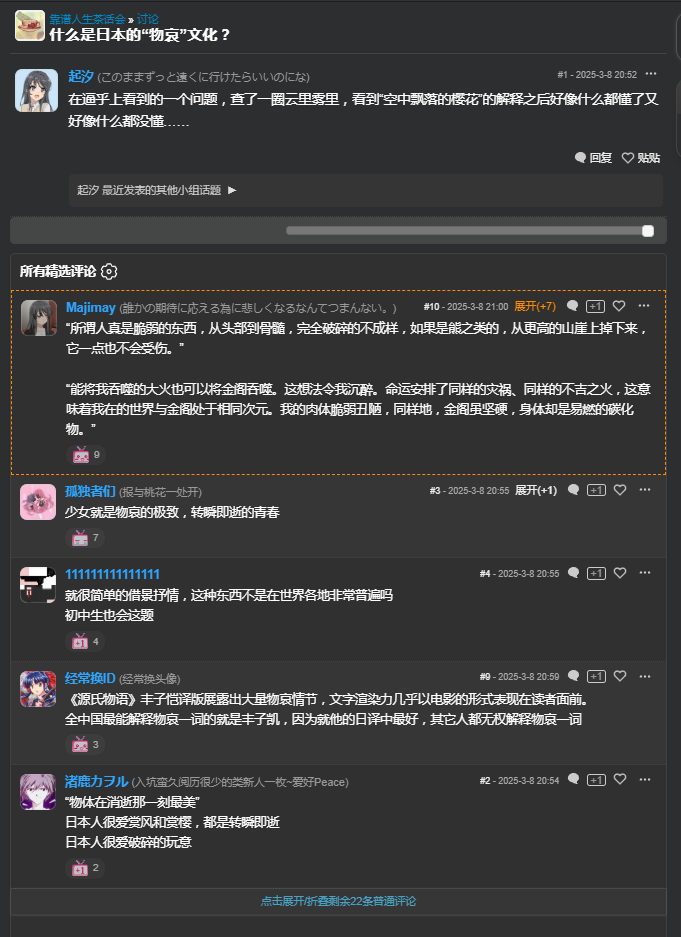 靠谱人生茶话会 » 讨论
什么是日本的“物哀”文化？
起汐 (このままずっと遠くに行けたらいいのにな)
#1 - 2025-3-8 20:52 ···
在逼乎上看到的一个问题，查了一圈云里雾里，看到“空中飘落的樱花”的解释之后好像什么都懂了又
好像什么都没懂……
回复 贴贴
起汐 最近发表的其他小组话题 ▶
所有精选评论
Majimay (誰かの期待に応える為に悲しくなるなんてつまんない。) #10 - 2025-3-8 21:00 展开(+7) +1 ···
“所谓人真是脆弱的东西，从头部到骨髓，完全破碎的不成样，如果是能之类的，从更高的山崖上掉下来，
它一点也不会受伤。”
“能将我吞噬的大火也可以将金阁吞噬。这想法令我沉醉。命运安排了同样的灾祸、同样的不吉之火，这意
味着我在的世界与金阁处于相同次元。我的肉体脆弱丑陋，同样地，金阁虽坚硬，身体却是易燃的碳化
物。”
9
孤独者们 (报与桃花一处开) #3 - 2025-3-8 20:55 展开(+1) +1 ···
少女就是物哀的极致，转瞬即逝的青春
7
111111111111111 #4 - 2025-3-8 20:55 +1 ···
就很简单的借景抒情，这种东西不是在世界各地非常普遍吗
初中生也会这题
+1 4
经常换ID (经常换头像) #9 - 2025-3-8 20:59 +1 ···
《源氏物语》丰子恺译版展露出大量物哀情节，文字渲染力几乎以电影的形式表现在读者面前。
全中国最能解释物哀一词的就是丰子凯，因为就他的日译中最好，其它人都无权解释物哀一词
3
渚鹿カヲル (入坑蛮久阅历很少的类新人一枚~爱好Peace) #2 - 2025-3-8 20:54 +1 ···
“物体在消逝那一刻最美”
日本人很爱赏风和赏樱，都是转瞬即逝
日本人很爱破碎的玩意
+1 2
点击展开/折叠剩余22条普通评论